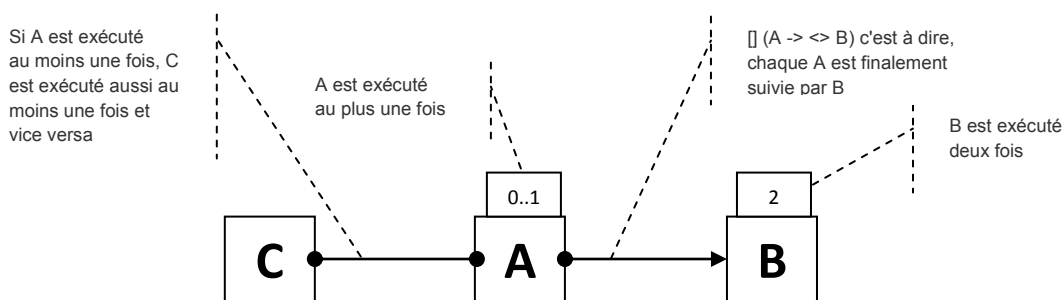 Si A est exécuté
au moins une fois, C
est exécuté aussi au
moins une fois et
vice versa
A est exécuté
au plus une fois
[] (A -> <> B) c'est à dire,
chaque A est finalement
suivie par B
B est exécuté
deux fois
0..1
2
C
A
B